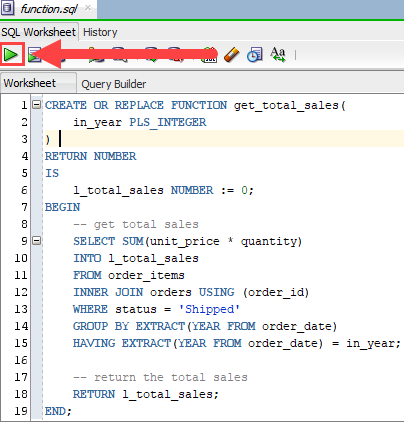 function.sql
SQL Worksheet History
Worksheet Query Builder
1 CREATE OR REPLACE FUNCTION get_total_sales(
2     in_year PLS_INTEGER
3 )
4 RETURN NUMBER
5 IS
6     l_total_sales NUMBER := 0;
7 BEGIN
8     -- get total sales
9     SELECT SUM(unit_price * quantity)
10     INTO l_total_sales
11     FROM order_items
12     INNER JOIN orders USING (order_id)
13     WHERE status = 'Shipped'
14     GROUP BY EXTRACT(YEAR FROM order_date)
15     HAVING EXTRACT(YEAR FROM order_date) = in_year;
16
17     -- return the total sales
18     RETURN l_total_sales;
19 END;